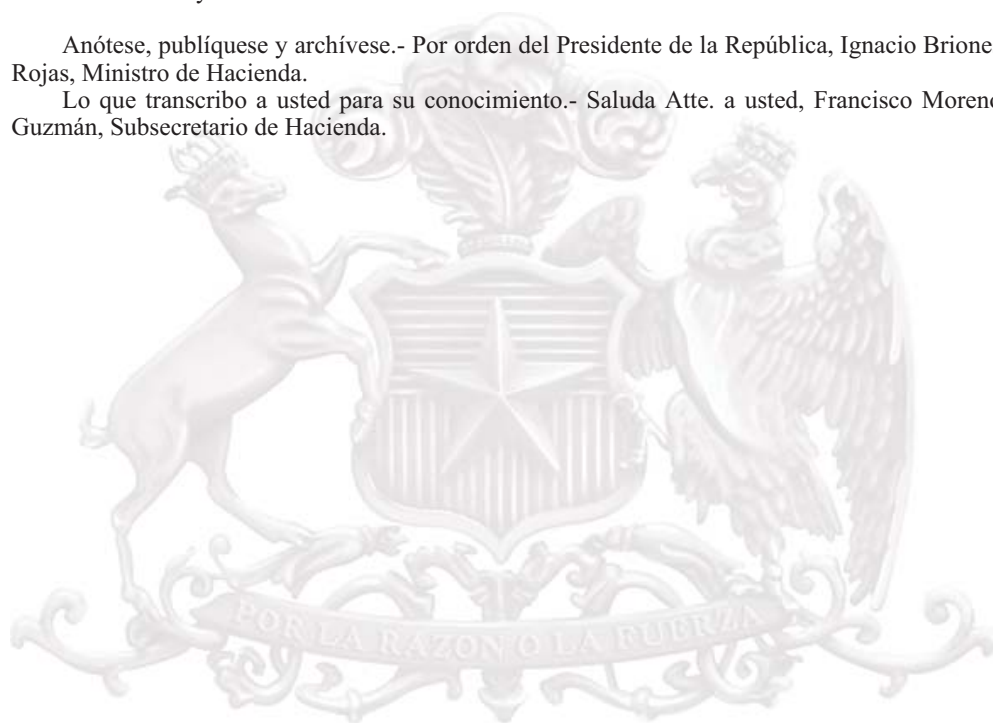 Anótese, publíquese y archívese.- Por orden del Presidente de la República, Ignacio Brione
Rojas, Ministro de Hacienda.
Lo que transcribo a usted para su conocimiento.- Saluda Atte. a usted, Francisco Moreno
Guzmán, Subsecretario de Hacienda.
POR LA RAZON O LA FUERZA